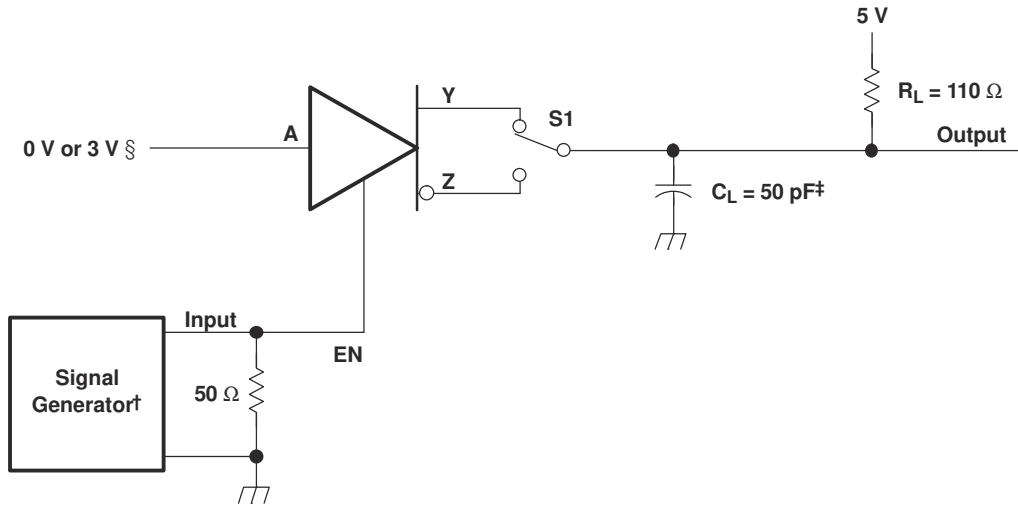 5 V
R_L = 110 Ω
Output
Y
S1
A
0 V or 3 V §
Z
C_L = 50 pF‡
Input
EN
Signal
Generator†
50 Ω